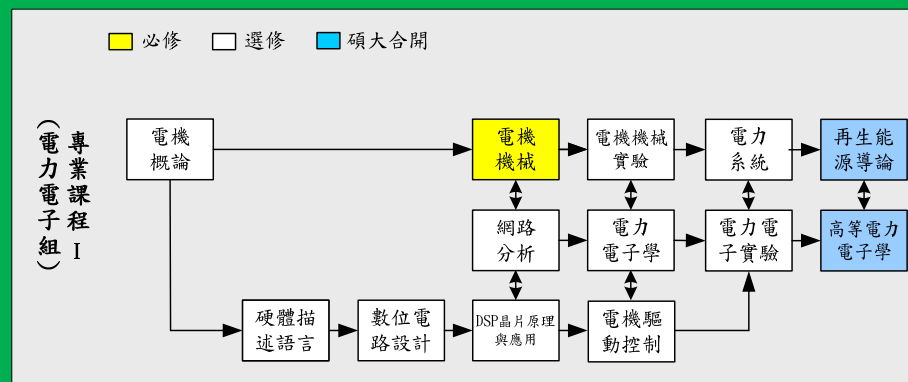 必修 選修 碩大合開
專業課程 I
(電力電子組)
電機
概論
電機
機械
電機機械
實驗
電力
系統
再生能
源導論
網路
分析
電力
電子學
電力電
子實驗
高等電力
電子學
硬體描
述語言
數位電
路設計
DSP晶片原理
與應用
電機驅
動控制